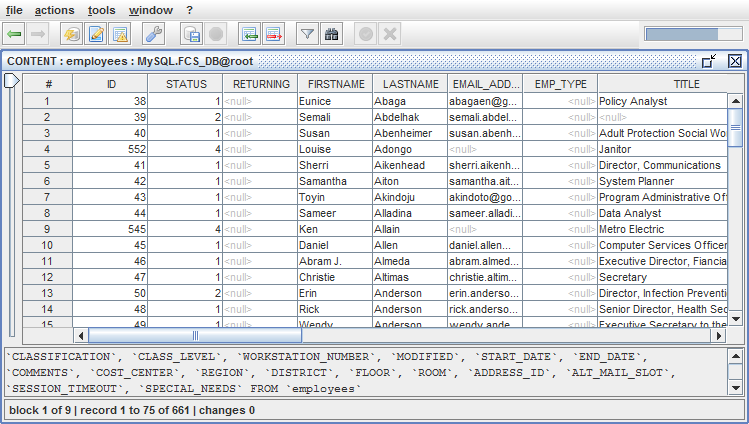 file actions tools window ?
CONTENT : employees : MySQL.FCS_DB@root
# ID STATUS RETURNING FIRSTNAME LASTNAME EMAIL_ADD... EMP_TYPE TITLE
1 38 1 <null> Eunice Abaga abagaen@g... <null> Policy Analyst
2 39 2 <null> Semali Abdelhak semali.abdel... <null> <null>
3 40 1 <null> Susan Abenheimer susan.abenh... <null> Adult Protection Social Wo
4 552 4 <null> Louise Adongo <null> <null> Janitor
5 41 1 <null> Sherri Aikenhead sherri.aikenh... <null> Director, Communications
6 42 1 <null> Samantha Aiton samantha.ait... <null> System Planner
7 43 1 <null> Toyin Akindoju akindoto@go... <null> Program Administrative Of
8 44 1 <null> Sameer Alladina sameer.alladi... <null> Data Analyst
9 545 4 <null> Ken Allain <null> <null> Metro Electric
10 45 1 <null> Daniel Allen daniel.allen... <null> Computer Services Officer
11 46 1 <null> Abram J. Almeda abram.almed... <null> Executive Director, Fiancia
12 47 1 <null> Christie Altimas christie.altim... <null> Secretary
13 50 2 <null> Erin Anderson erin.anderso... <null> Director, Infection Preventi
14 48 1 <null> Rick Anderson rick.anderso... <null> Senior Director, Health Sec
15 49 1 <null> Wendy Anderson wendy.ande... <null> Executive Secretary to the
`CLASSIFICATION`, `CLASS_LEVEL`, `WORKSTATION_NUMBER`, `MODIFIED`, `START_DATE`, `END_DATE`,
`COMMENTS`, `COST_CENTER`, `REGION`, `DISTRICT`, `FLOOR`, `ROOM`, `ADDRESS_ID`, `ALT_MAIL_SLOT`,
`SESSION_TIMEOUT`, `SPECIAL_NEEDS` FROM `employees`
block 1 of 9 | record 1 to 75 of 661 | changes 0